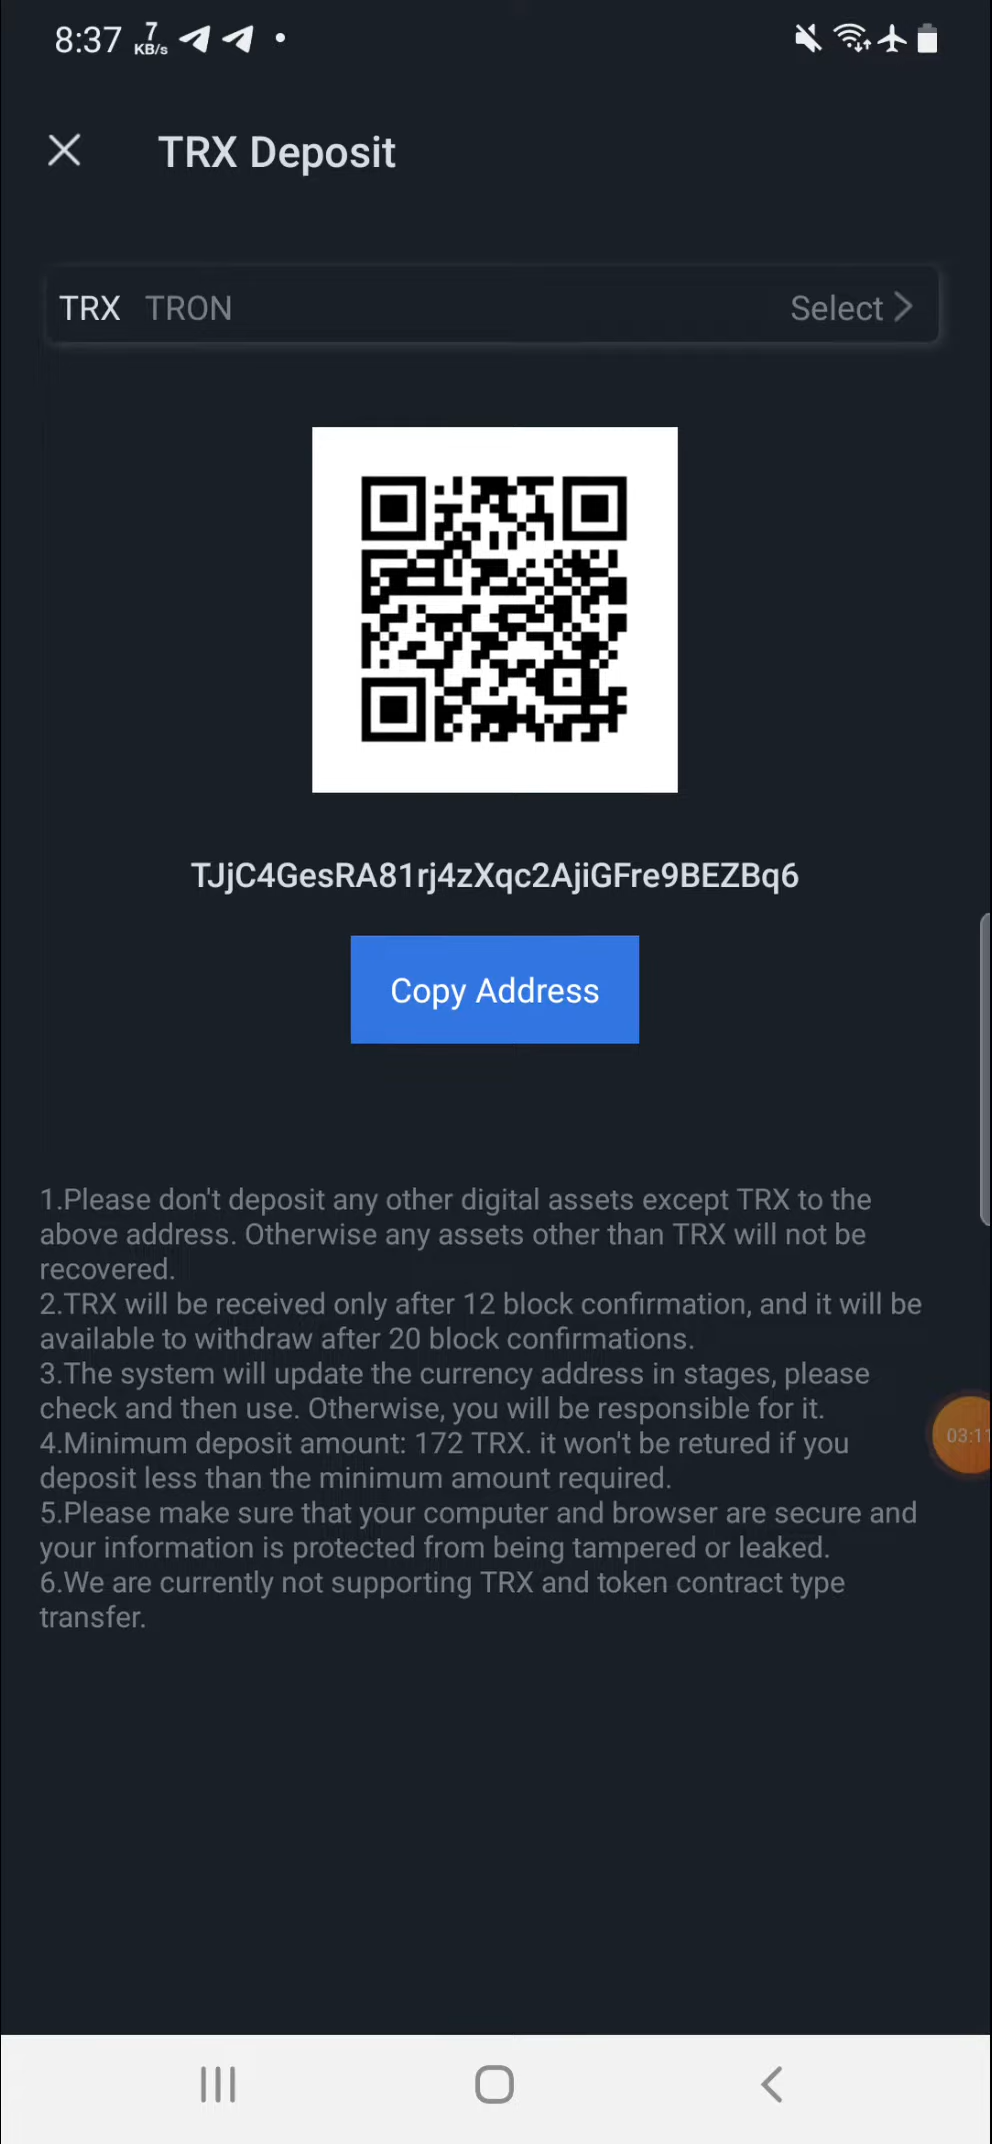 8:37 7 KB/s
TRX Deposit
TRX TRON Select
TJjC4GesRA81rj4zXqc2AjiGFre9BEZBq6
Copy Address
1.Please don't deposit any other digital assets except TRX to the
above address. Otherwise any assets other than TRX will not be
recovered.
2.TRX will be received only after 12 block confirmation, and it will be
available to withdraw after 20 block confirmations.
3.The system will update the currency address in stages, please
check and then use. Otherwise, you will be responsible for it.
4.Minimum deposit amount: 172 TRX. it won't be retured if you
deposit less than the minimum amount required.
03:11
5.Please make sure that your computer and browser are secure and
your information is protected from being tampered or leaked.
6.We are currently not supporting TRX and token contract type
transfer.